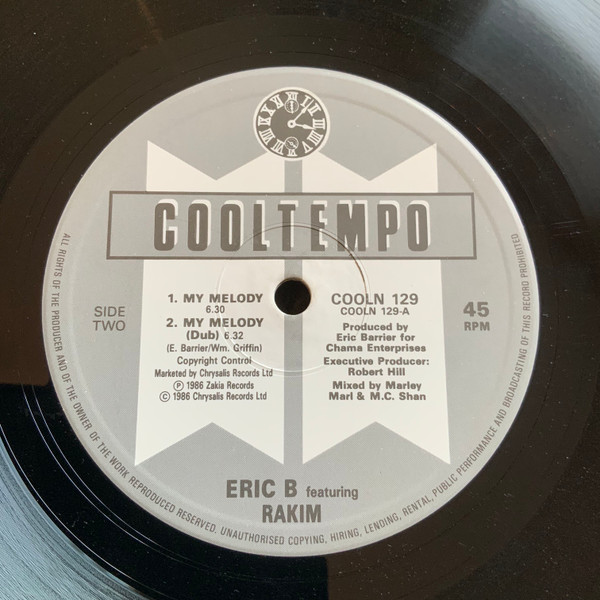 COOLTEMPO
SIDE
TWO
1. MY MELODY
6.30
2. MY MELODY
(Dub) 6.32
(E. Barrier/Wm. Griffin)
Copyright Control
Marketed by Chrysalis Records Ltd
Ⓟ 1986 Zakia Records
© 1986 Chrysalis Records Ltd
COOLN 129
COOLN 129-A
Produced by
Eric Barrier for
Chama Enterprises
Executive Producer:
Robert Hill
Mixed by Marley
Marl & M.C. Shan
45
RPM
ERIC B featuring
RAKIM
ALL RIGHTS OF THE PRODUCER AND OF THE OWNER OF THE WORK REPRODUCED RESERVED. UNAUTHORISED COPYING, HIRING, LENDING, RENTAL, PUBLIC PERFORMANCE AND BROADCASTING OF THIS RECORD PROHIBITED